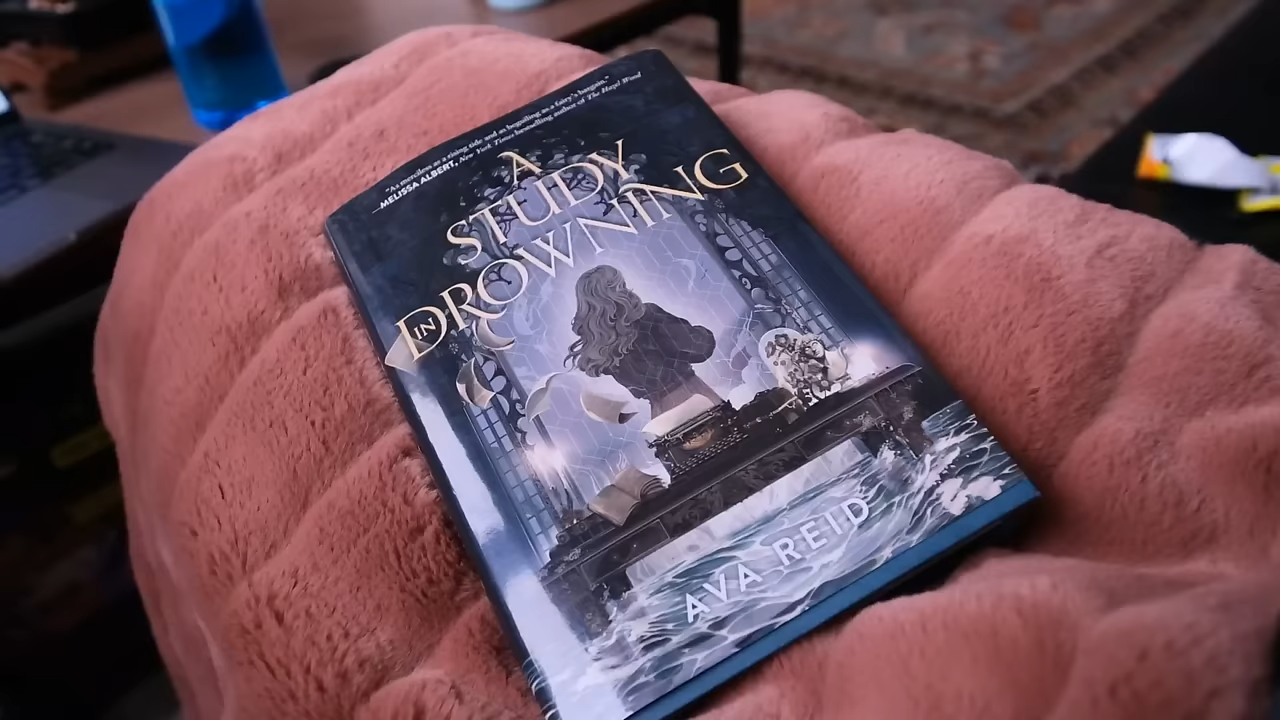 "As merciless as a rising tide and as beguiling as a fairy's bargain."
—MELISSA ALBERT, New York Times bestselling author of The Hazel Wood
A
STUDY
IN DROWNING
AVA REID